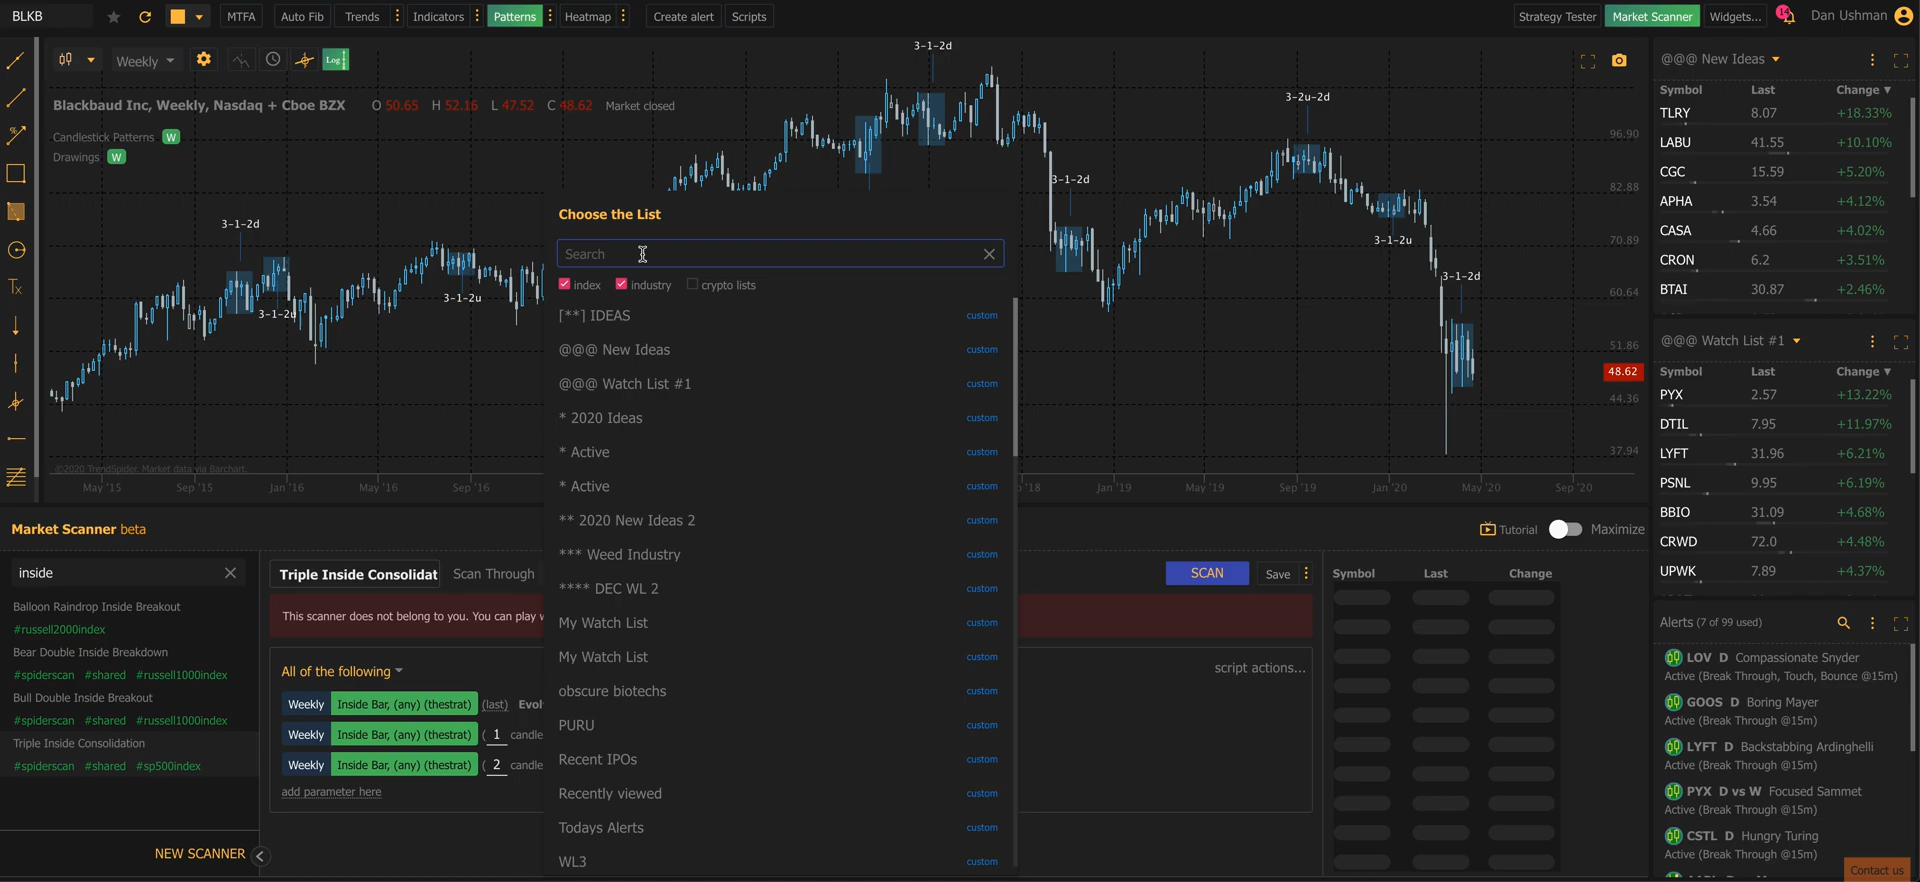 BLKB
MTFA
Auto Fib
Trends
Indicators
Patterns
Heatmap
Create alert
Scripts
Strategy Tester
Market Scanner
Widgets...
14
Dan Ushman
Weekly
Log
Blackbaud Inc, Weekly, Nasdaq + Cboe BZX O 50.65 H 52.16 L 47.52 C 48.62 Market closed
Candlestick Patterns W
Drawings W
3-1-2d
3-1-2u
3-1-2u
3-1-2d
3-1-2d
3-2u-2d
3-1-2u
3-1-2d
96.90
82.88
70.89
60.64
51.86
48.62
44.36
37.94
©2020 TrendSpider. Market data via Barchart.
May '15
Sep '15
Jan '16
May '16
Sep '16
'18
Jan '19
May '19
Sep '19
Jan '20
May '20
Sep '20
Choose the List
Search
index
industry
crypto lists
[**] IDEAS custom
@@@ New Ideas custom
@@@ Watch List #1 custom
* 2020 Ideas custom
* Active custom
* Active custom
** 2020 New Ideas 2 custom
*** Weed Industry custom
**** DEC WL 2 custom
My Watch List custom
My Watch List custom
obscure biotechs custom
PURU custom
Recent IPOs custom
Recently viewed custom
Todays Alerts custom
WL3 custom
Market Scanner beta
Tutorial
Maximize
inside
Balloon Raindrop Inside Breakout
#russell2000index
Bear Double Inside Breakdown
#spiderscan #shared #russell1000index
Bull Double Inside Breakout
#spiderscan #shared #russell1000index
Triple Inside Consolidation
#spiderscan #shared #sp500index
NEW SCANNER
Triple Inside Consolidat
Scan Through
SCAN
Save
This scanner does not belong to you. You can play
All of the following
script actions...
Weekly Inside Bar, (any) (thestrat) (last) Evol
Weekly Inside Bar, (any) (thestrat) ( 1 candle
Weekly Inside Bar, (any) (thestrat) ( 2 candle
add parameter here
Symbol Last Change
@@@ New Ideas
Symbol Last Change
TLRY 8.07 +18.33%
LABU 41.55 +10.10%
CGC 15.59 +5.20%
APHA 3.54 +4.12%
CASA 4.66 +4.02%
CRON 6.2 +3.51%
BTAI 30.87 +2.46%
@@@ Watch List #1
Symbol Last Change
PYX 2.57 +13.22%
DTIL 7.95 +11.97%
LYFT 31.96 +6.21%
PSNL 9.95 +6.19%
BBIO 31.09 +4.68%
CRWD 72.0 +4.48%
UPWK 7.89 +4.37%
Alerts (7 of 99 used)
LOV D Compassionate Snyder
Active (Break Through, Touch, Bounce @15m)
GOOS D Boring Mayer
Active (Break Through @15m)
LYFT D Backstabbing Ardinghelli
Active (Break Through @15m)
PYX D vs W Focused Sammet
Active (Break Through @15m)
CSTL D Hungry Turing
Active (Break Through @15m)
Contact us